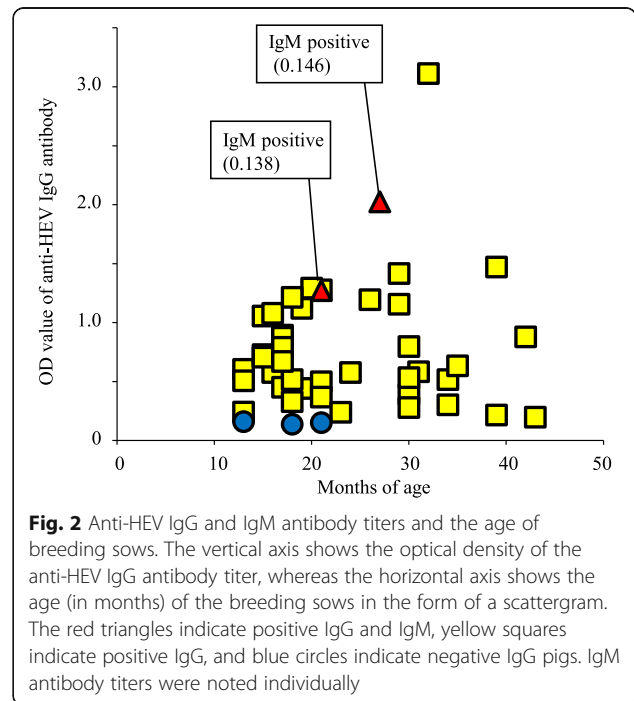 IgM positive
(0.146)
IgM positive
(0.138)
3.0
2.0
1.0
0
OD value of anti-HEV IgG antibody
0
10
20
30
40
50
Months of age
Fig. 2 Anti-HEV IgG and IgM antibody titers and the age of
breeding sows. The vertical axis shows the optical density of the
anti-HEV IgG antibody titer, whereas the horizontal axis shows the
age (in months) of the breeding sows in the form of a scattergram.
The red triangles indicate positive IgG and IgM, yellow squares
indicate positive IgG, and blue circles indicate negative IgG pigs. IgM
antibody titers were noted individually